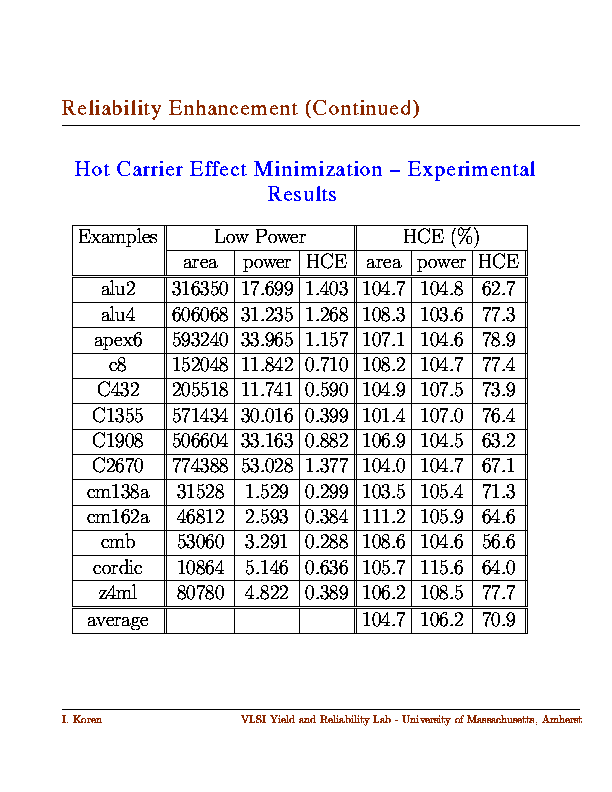 Reliability Enhancement (Continued)
Hot Carrier Effect Minimization – Experimental
Results
Examples Low Power HCE (%)
area power HCE area power HCE
alu2 316350 17.699 1.403 104.7 104.8 62.7
alu4 606068 31.235 1.268 108.3 103.6 77.3
apex6 593240 33.965 1.157 107.1 104.6 78.9
c8 152048 11.842 0.710 108.2 104.7 77.4
C432 205518 11.741 0.590 104.9 107.5 73.9
C1355 571434 30.016 0.399 101.4 107.0 76.4
C1908 506604 33.163 0.882 106.9 104.5 63.2
C2670 774388 53.028 1.377 104.0 104.7 67.1
cm138a 31528 1.529 0.299 103.5 105.4 71.3
cm162a 46812 2.593 0.384 111.2 105.9 64.6
cmb 53060 3.291 0.288 108.6 104.6 56.6
cordic 10864 5.146 0.636 105.7 115.6 64.0
z4ml 80780 4.822 0.389 106.2 108.5 77.7
average 104.7 106.2 70.9
I. Koren VLSI Yield and Reliability Lab - University of Massachusetts, Amherst